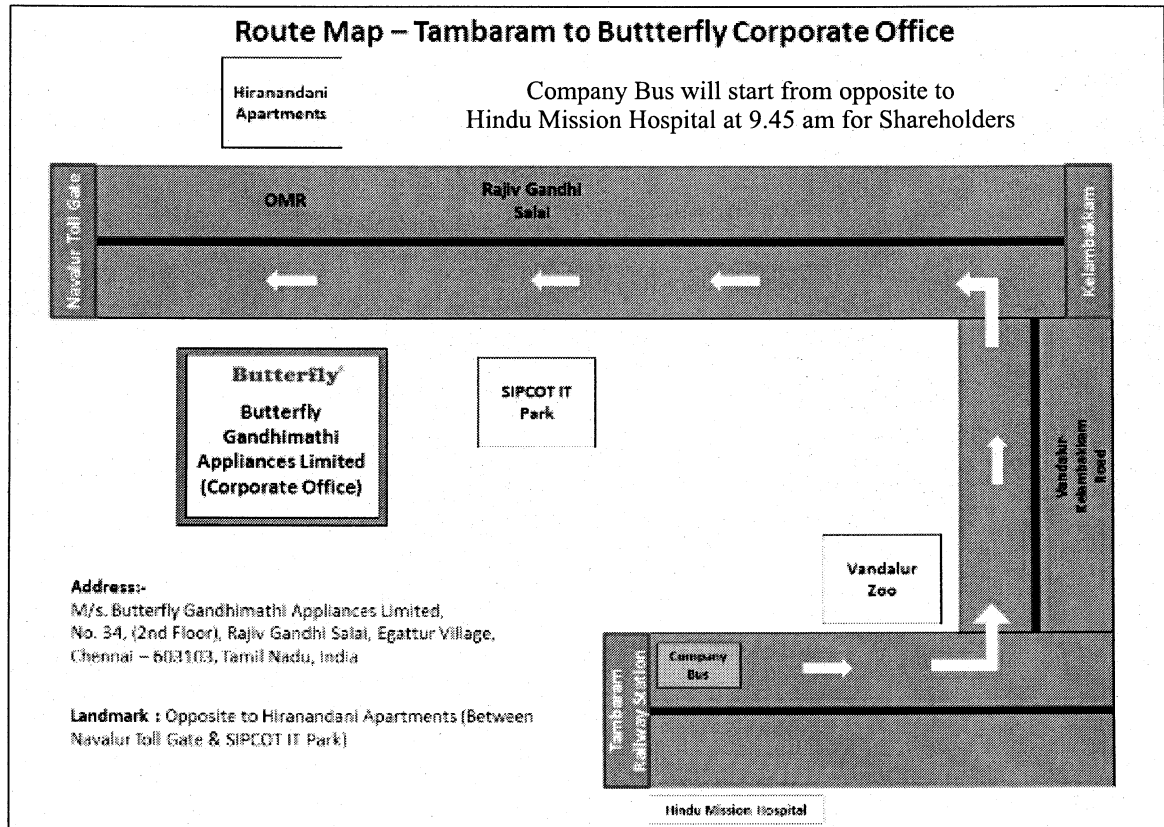 Route Map – Tambaram to Buttterfly Corporate Office
Hiranandani
Apartments
Company Bus will start from opposite to
Hindu Mission Hospital at 9.45 am for Shareholders
Navalur Toll Gate
OMR
Rajiv Gandhi
Salai
Kelambakkam
Butterfly
Butterfly
Gandhimathi
Appliances Limited
(Corporate Office)
SIPCOT IT
Park
Vandalur-
Kelambakkam
Road
Vandalur
Zoo
Address:-
M/s. Butterfly Gandhimathi Appliances Limited,
No. 34, (2nd Floor), Rajiv Gandhi Salai, Egattur Village,
Chennai – 603103, Tamil Nadu, India
Landmark : Opposite to Hiranandani Apartments (Between
Navalur Toll Gate & SIPCOT IT Park)
Tambaram
Railway Station
Company
Bus
Hindu Mission Hospital